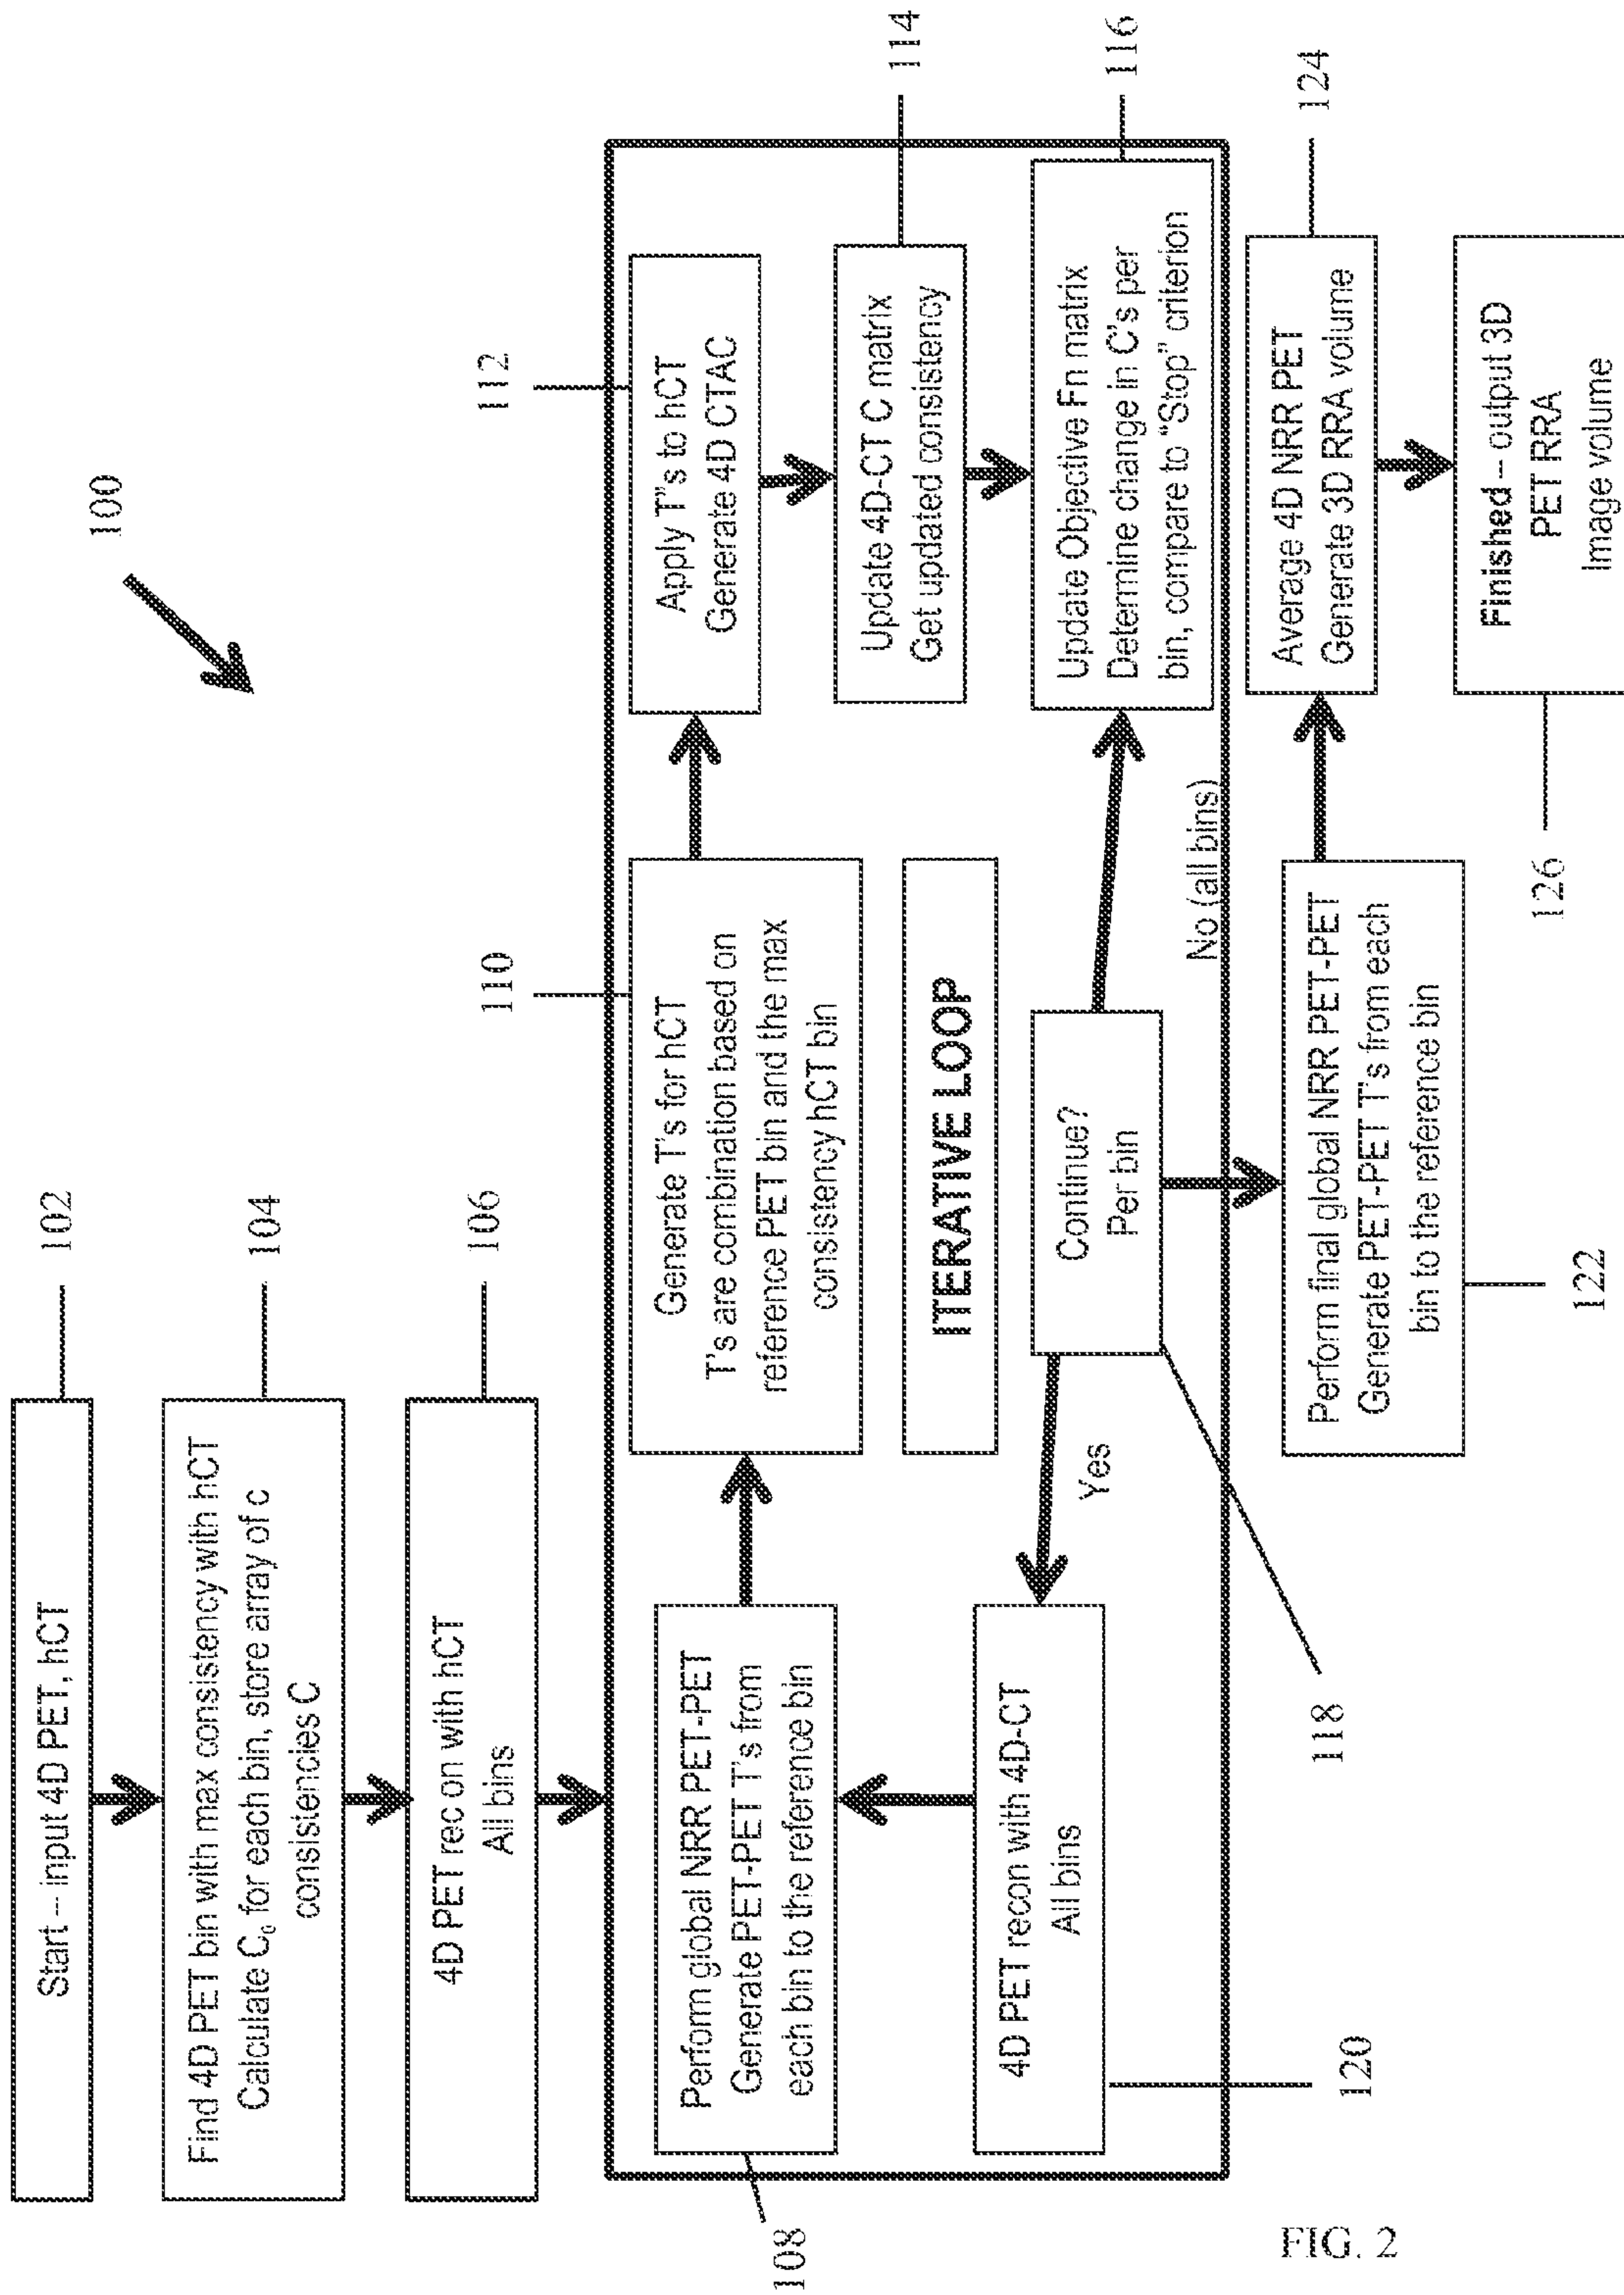 100
Start -- input 4D PET, hCT
102
Find 4D PET bin with max consistency with hCT
Calculate C₀ for each bin, store array of c
consistencies C
104
4D PET rec on with hCT
All bins
106
Perform global NRR PET-PET
Generate PET-PET T's from
each bin to the reference bin
108
Generate T's for hCT
T's are combination based on
reference PET bin and the max
consistency hCT bin
110
Apply T"s to hCT
Generate 4D CTAC
112
Update 4D-CT C matrix
Get updated consistency
114
ITERATIVE LOOP
Update Objective Fn matrix
Determine change in C's per
bin, compare to "Stop" criterion
116
Continue?
Per bin
118
Yes
No (all bins)
4D PET recon with 4D-CT
All bins
120
Perform final global NRR PET-PET
Generate PET-PET T's from each
bin to the reference bin
122
Average 4D NRR PET
Generate 3D RRA volume
124
Finished -- output 3D
PET RRA
Image volume
126
FIG. 2